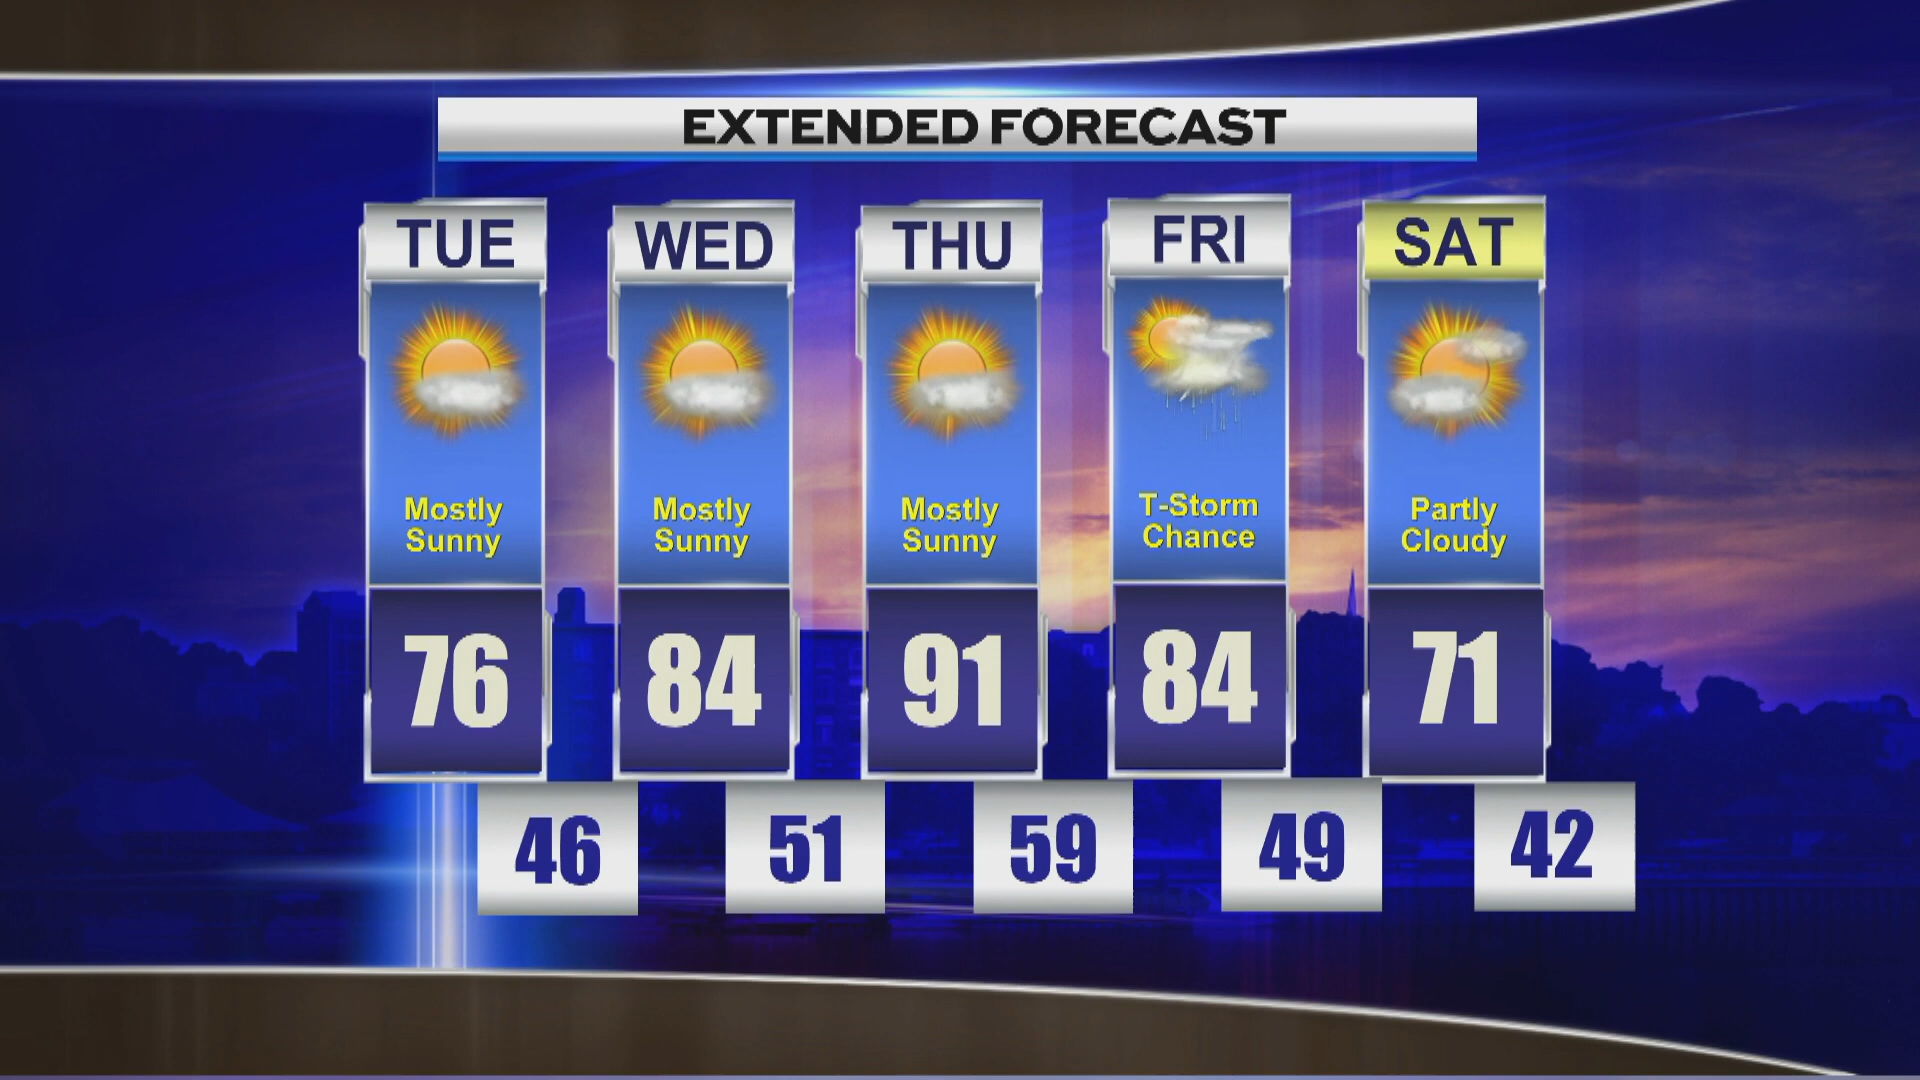 EXTENDED FORECAST
TUE
Mostly
Sunny
76
46
WED
Mostly
Sunny
84
51
THU
Mostly
Sunny
91
59
FRI
T-Storm
Chance
84
49
SAT
Partly
Cloudy
71
42